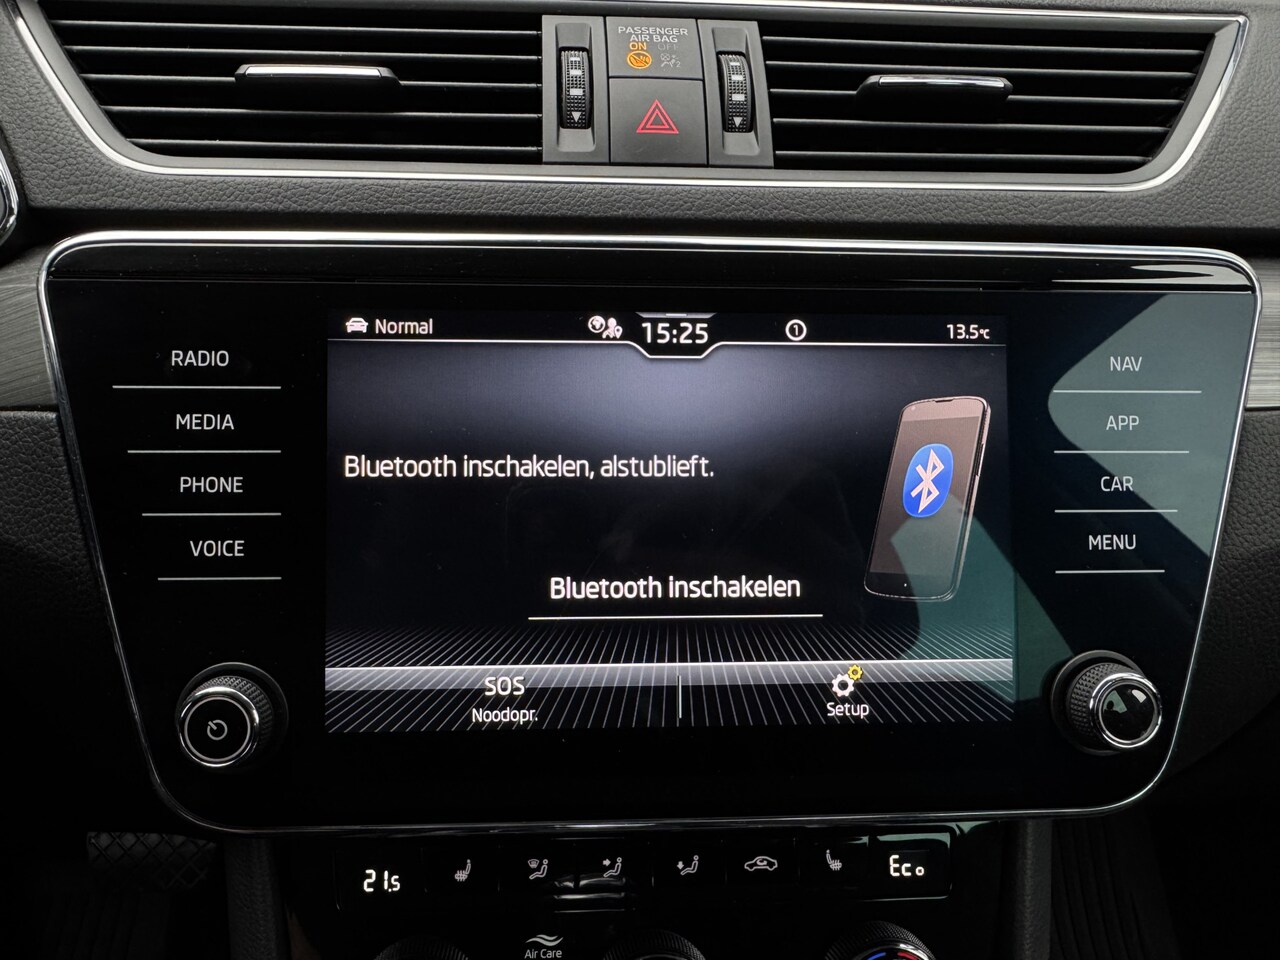 PASSENGER
AIR BAG
ON OFF
Normal 15:25 1 13.5°C
RADIO
MEDIA
PHONE
VOICE
Bluetooth inschakelen, alstublieft.
Bluetooth inschakelen
SOS
Noodopr.
Setup
NAV
APP
CAR
MENU
21.5
Eco
Air Care